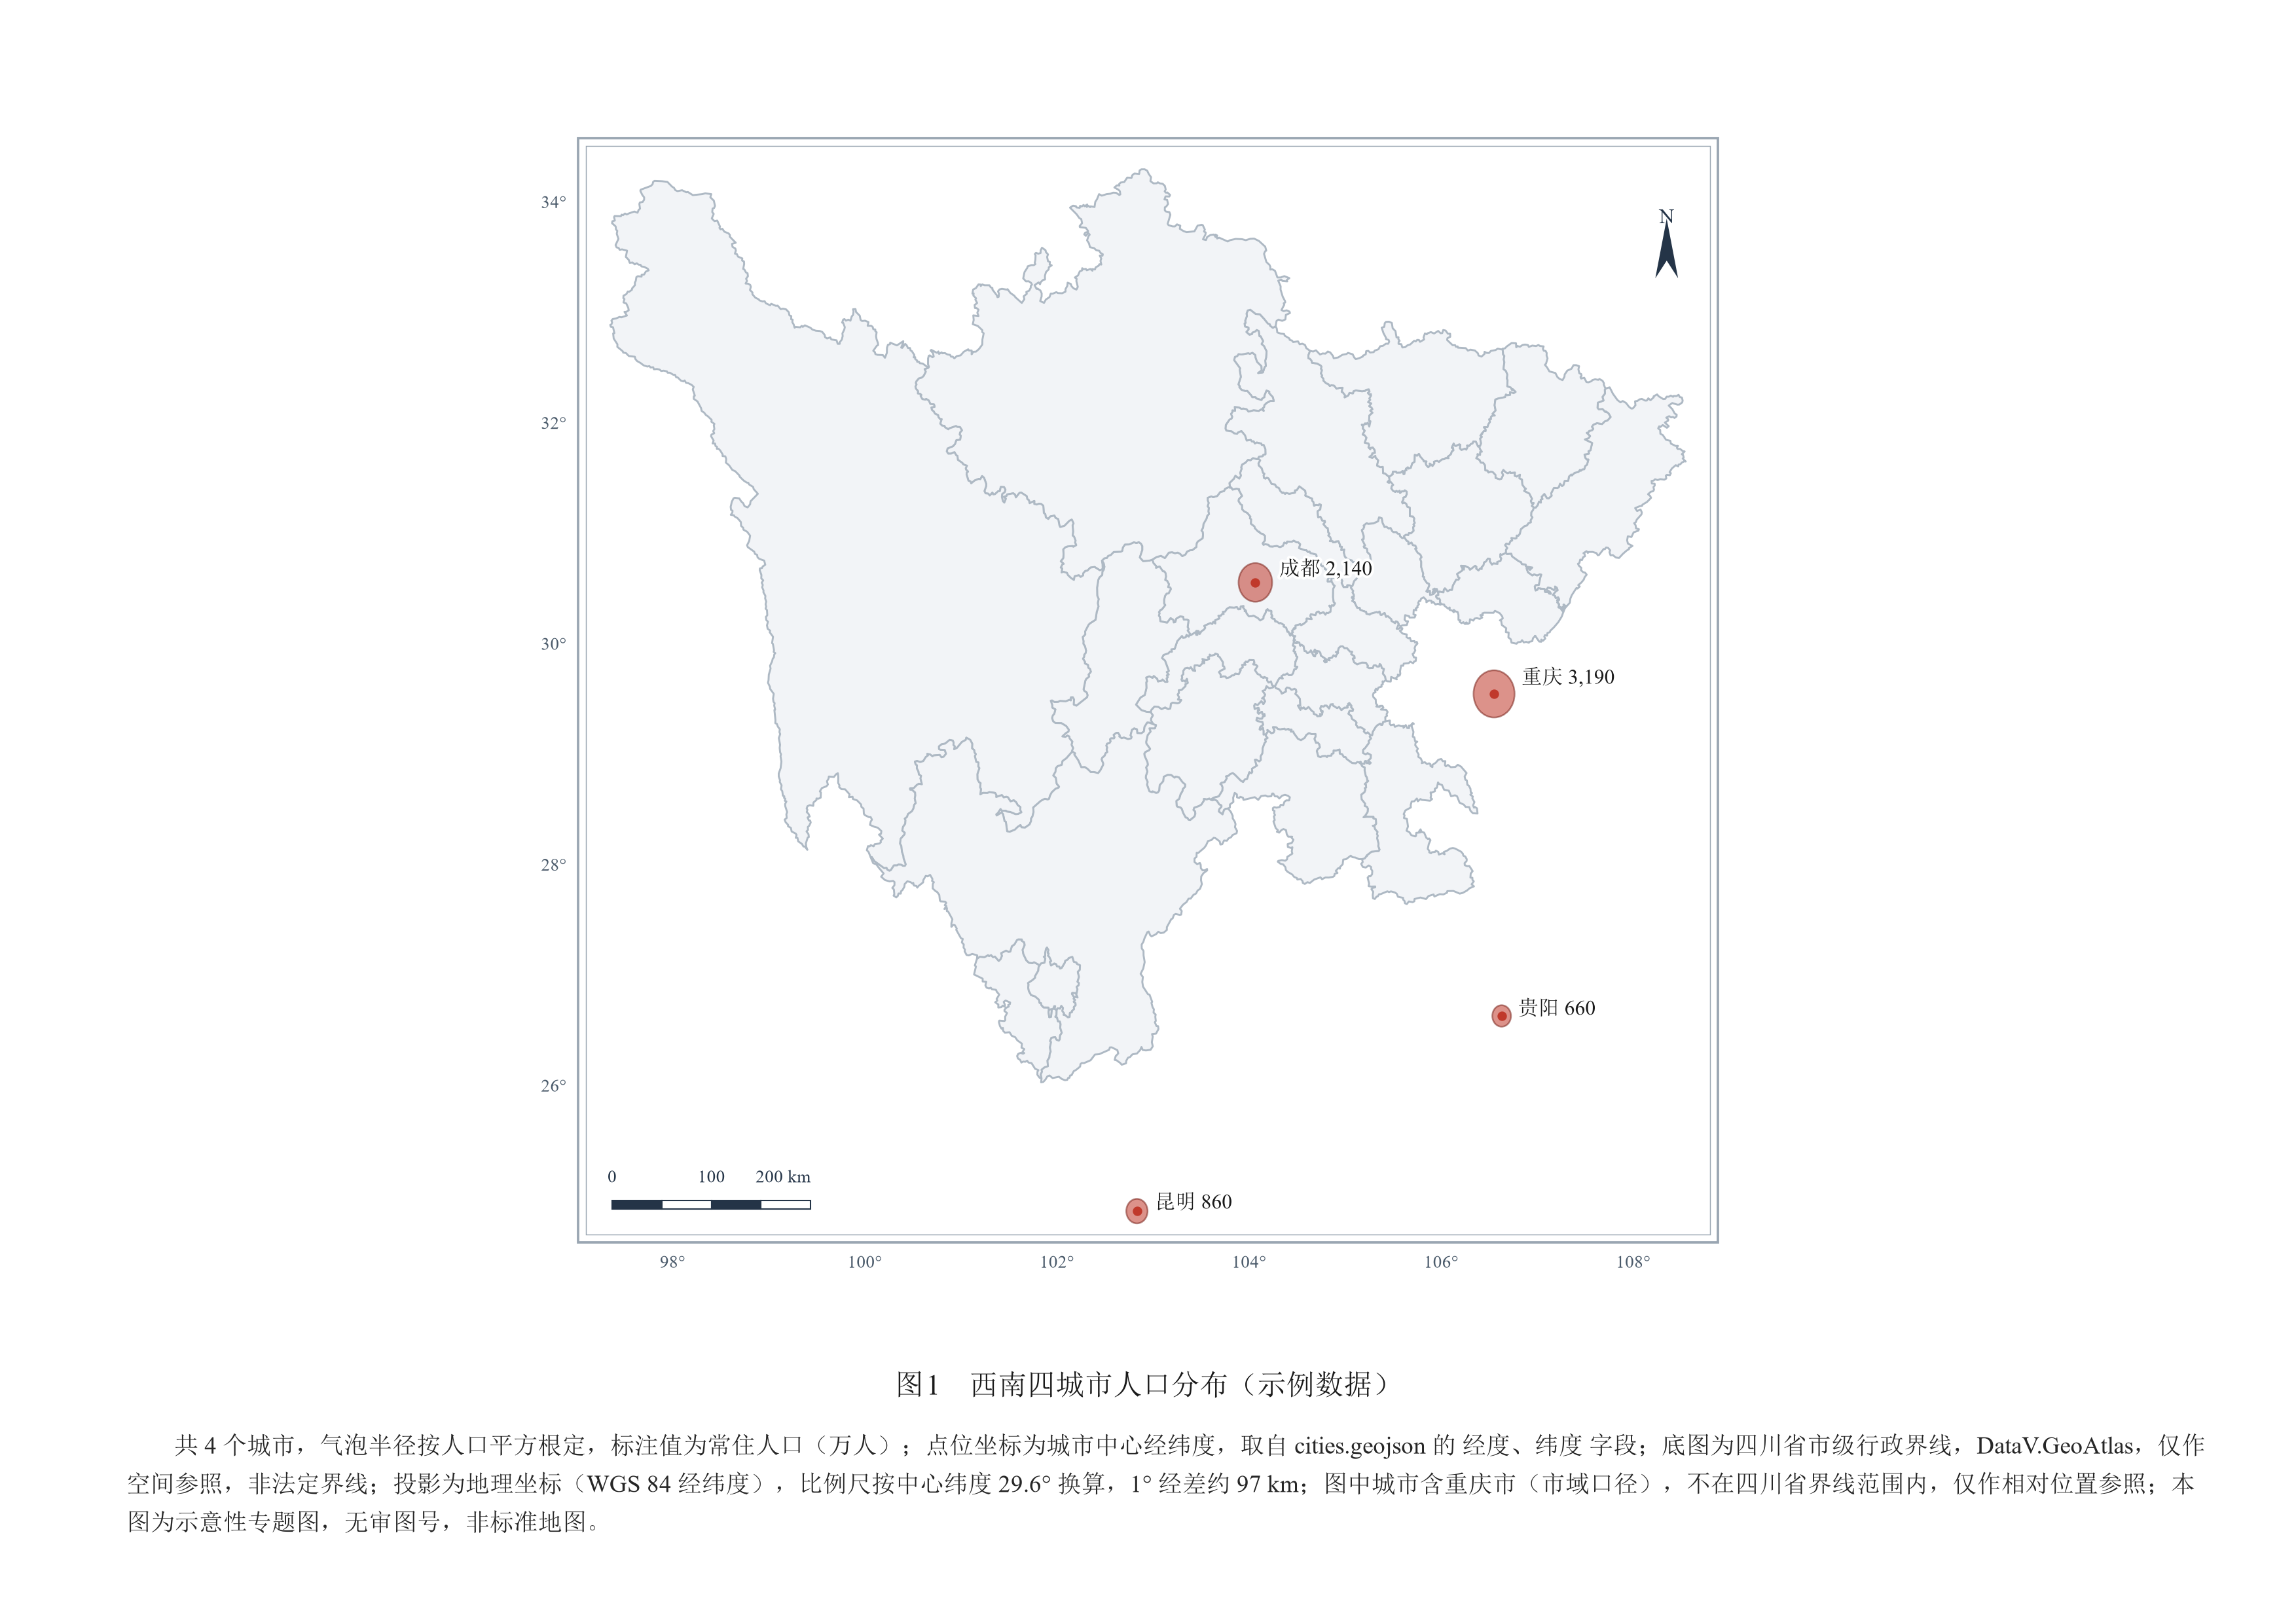 34°
N
32°
成都 2,140
30°
重庆 3,190
28°
贵阳 660
26°
0 100 200 km
昆明 860
98° 100° 102° 104° 106° 108°
图1 西南四城市人口分布（示例数据）
共 4 个城市，气泡半径按人口平方根定，标注值为常住人口（万人）；点位坐标为城市中心经纬度，取自 cities.geojson 的 经度、纬度 字段；底图为四川省市级行政界线，DataV.GeoAtlas，仅作
空间参照，非法定界线；投影为地理坐标（WGS 84 经纬度），比例尺按中心纬度 29.6° 换算，1° 经差约 97 km；图中城市含重庆市（市域口径），不在四川省界线范围内，仅作相对位置参照；本
图为示意性专题图，无审图号，非标准地图。